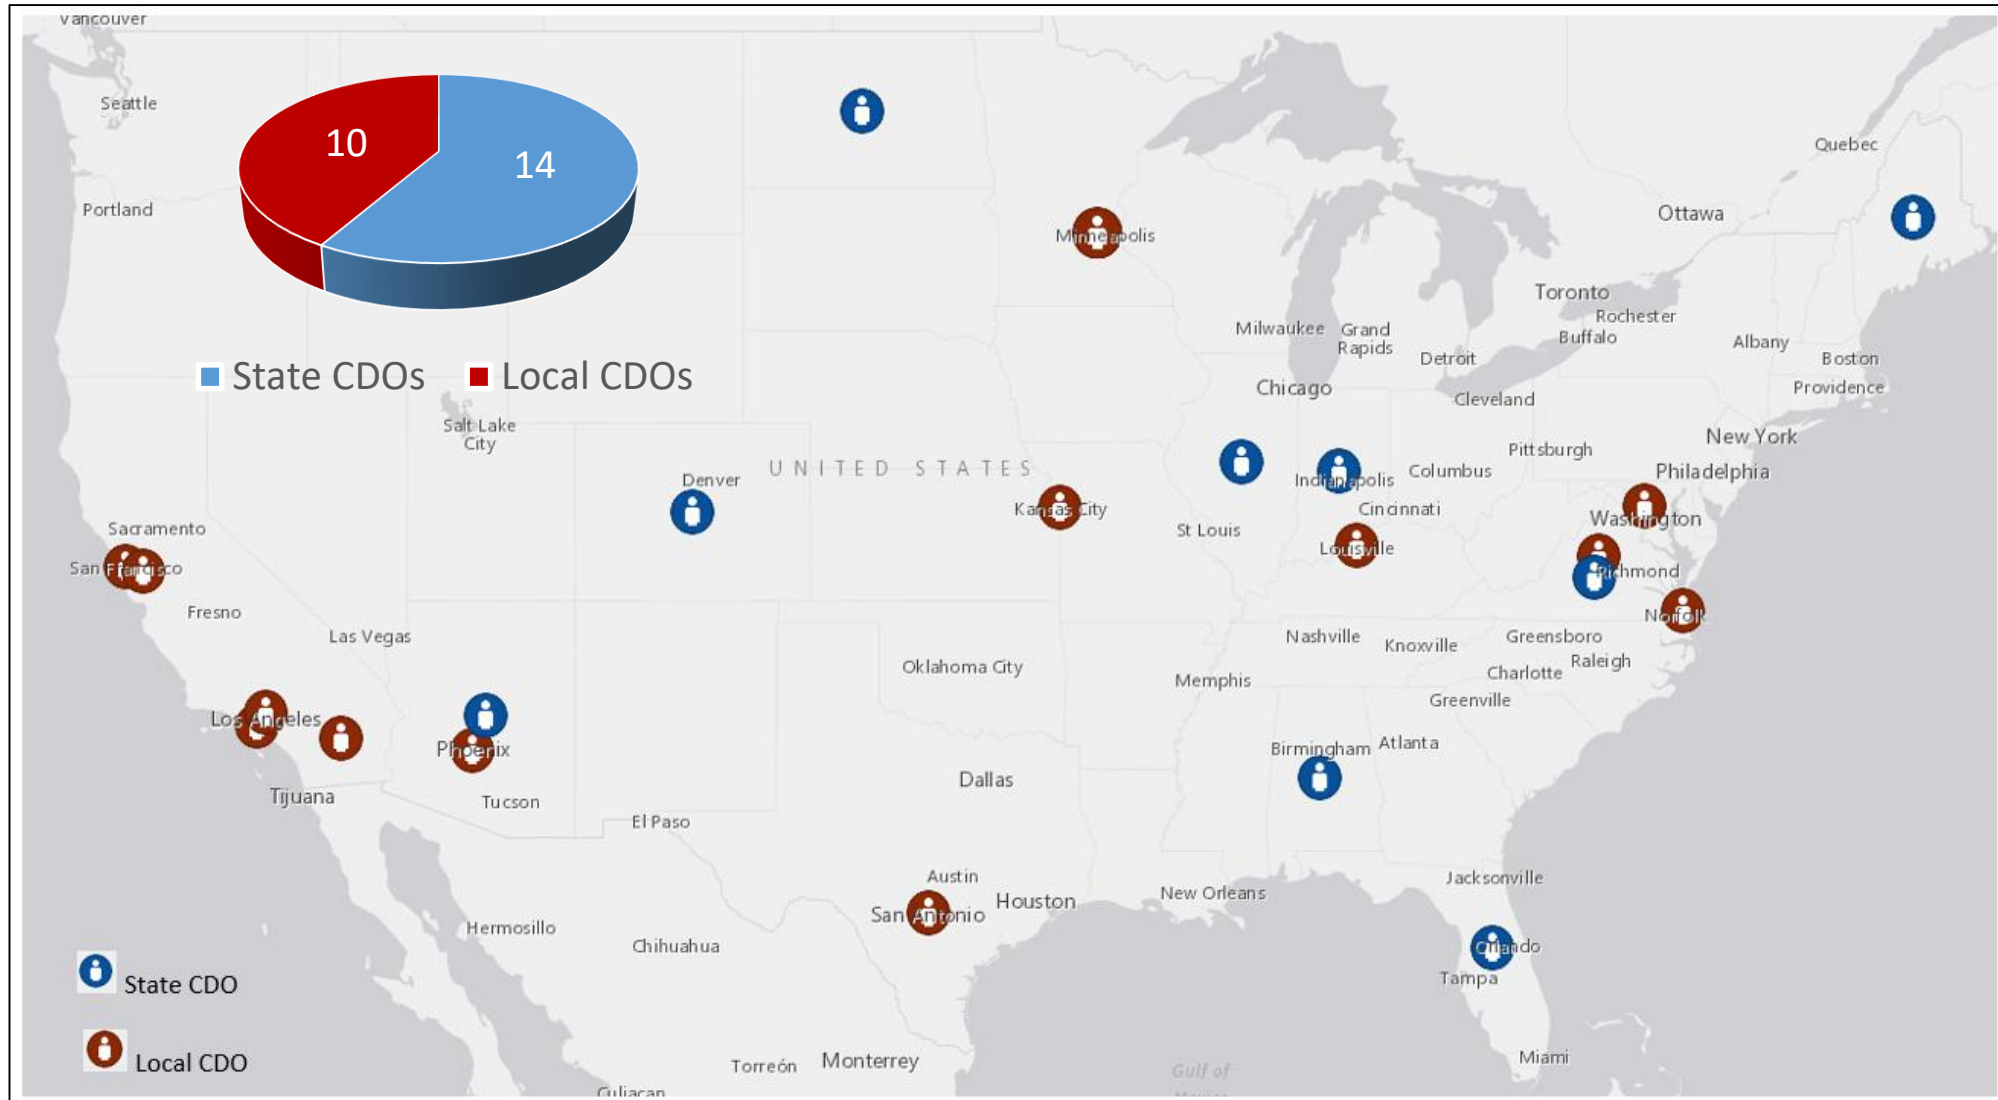 Vancouver
Seattle
Portland
10
14
State CDOs
Local CDOs
Quebec
Ottawa
Minneapolis
Toronto
Rochester
Buffalo
Milwaukee
Grand
Rapids
Detroit
Albany
Boston
Providence
Chicago
Cleveland
Salt Lake
City
New York
Pittsburgh
UNITED STATES
Denver
Indianapolis
Columbus
Philadelphia
Kansas City
Cincinnati
Washington
Sacramento
St Louis
Louisville
San Francisco
Richmond
Fresno
Las Vegas
Norfolk
Nashville
Knoxville
Greensboro
Raleigh
Oklahoma City
Charlotte
Memphis
Greenville
Los Angeles
Phoenix
Birmingham
Atlanta
Dallas
Tijuana
Tucson
El Paso
Austin
Jacksonville
San Antonio
Houston
New Orleans
Hermosillo
Chihuahua
Orlando
Tampa
State CDO
Local CDO
Torreón
Monterrey
Miami
Gulf of
Mexico
Culiacan